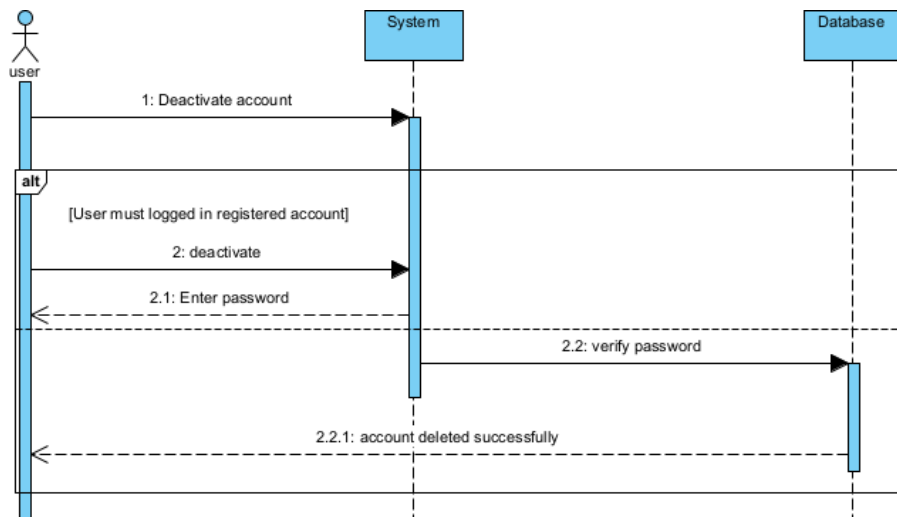 System
Database
user
1: Deactivate account
alt
[User must logged in registered account]
2: deactivate
2.1: Enter password
2.2: verify password
2.2.1: account deleted successfully